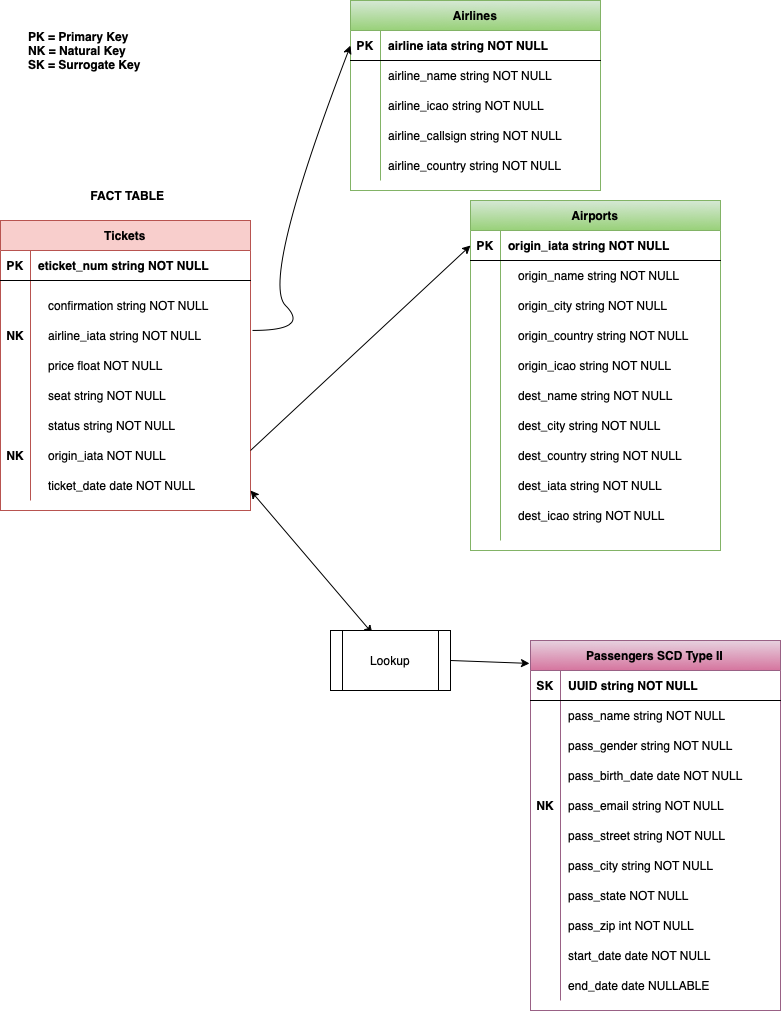 PK = Primary Key
NK = Natural Key
SK = Surrogate Key
Airlines
PK airline iata string NOT NULL
airline_name string NOT NULL
airline_icao string NOT NULL
airline_callsign string NOT NULL
airline_country string NOT NULL
FACT TABLE
Tickets
PK eticket_num string NOT NULL
confirmation string NOT NULL
NK airline_iata string NOT NULL
price float NOT NULL
seat string NOT NULL
status string NOT NULL
NK origin_iata NOT NULL
ticket_date date NOT NULL
Airports
PK origin_iata string NOT NULL
origin_name string NOT NULL
origin_city string NOT NULL
origin_country string NOT NULL
origin_icao string NOT NULL
dest_name string NOT NULL
dest_city string NOT NULL
dest_country string NOT NULL
dest_iata string NOT NULL
dest_icao string NOT NULL
Lookup
Passengers SCD Type II
SK UUID string NOT NULL
pass_name string NOT NULL
pass_gender string NOT NULL
pass_birth_date date NOT NULL
NK pass_email string NOT NULL
pass_street string NOT NULL
pass_city string NOT NULL
pass_state NOT NULL
pass_zip int NOT NULL
start_date date NOT NULL
end_date date NULLABLE